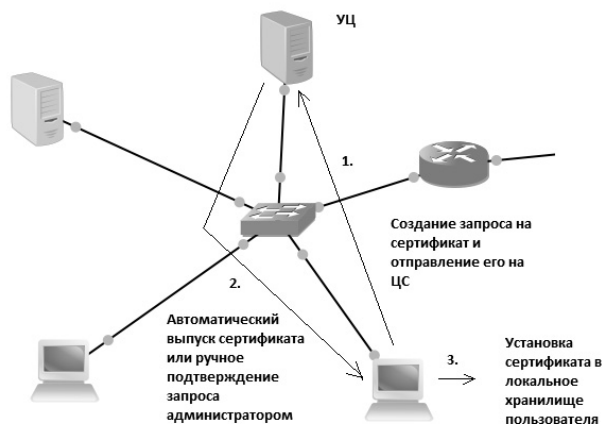 УЦ
1.
Создание запроса на
сертификат и
отправление его на
ЦС
2.
Автоматический
выпуск сертификата
или ручное
подтверждение
запроса
администратором
3.
Установка
сертификата в
локальное
хранилище
пользователя